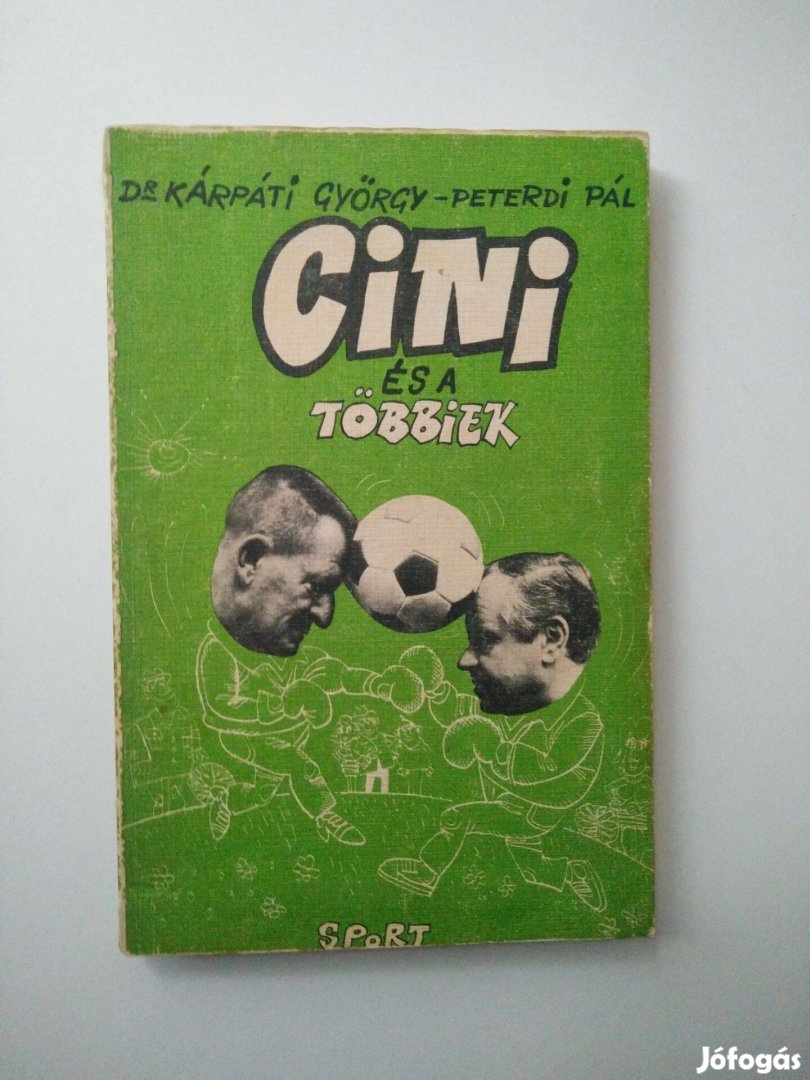 DR KÁRPÁTI GYÖRGY - PETERDI PÁL
CINI
ÉS A
TÖBBIEK
SPORT
Jófogás